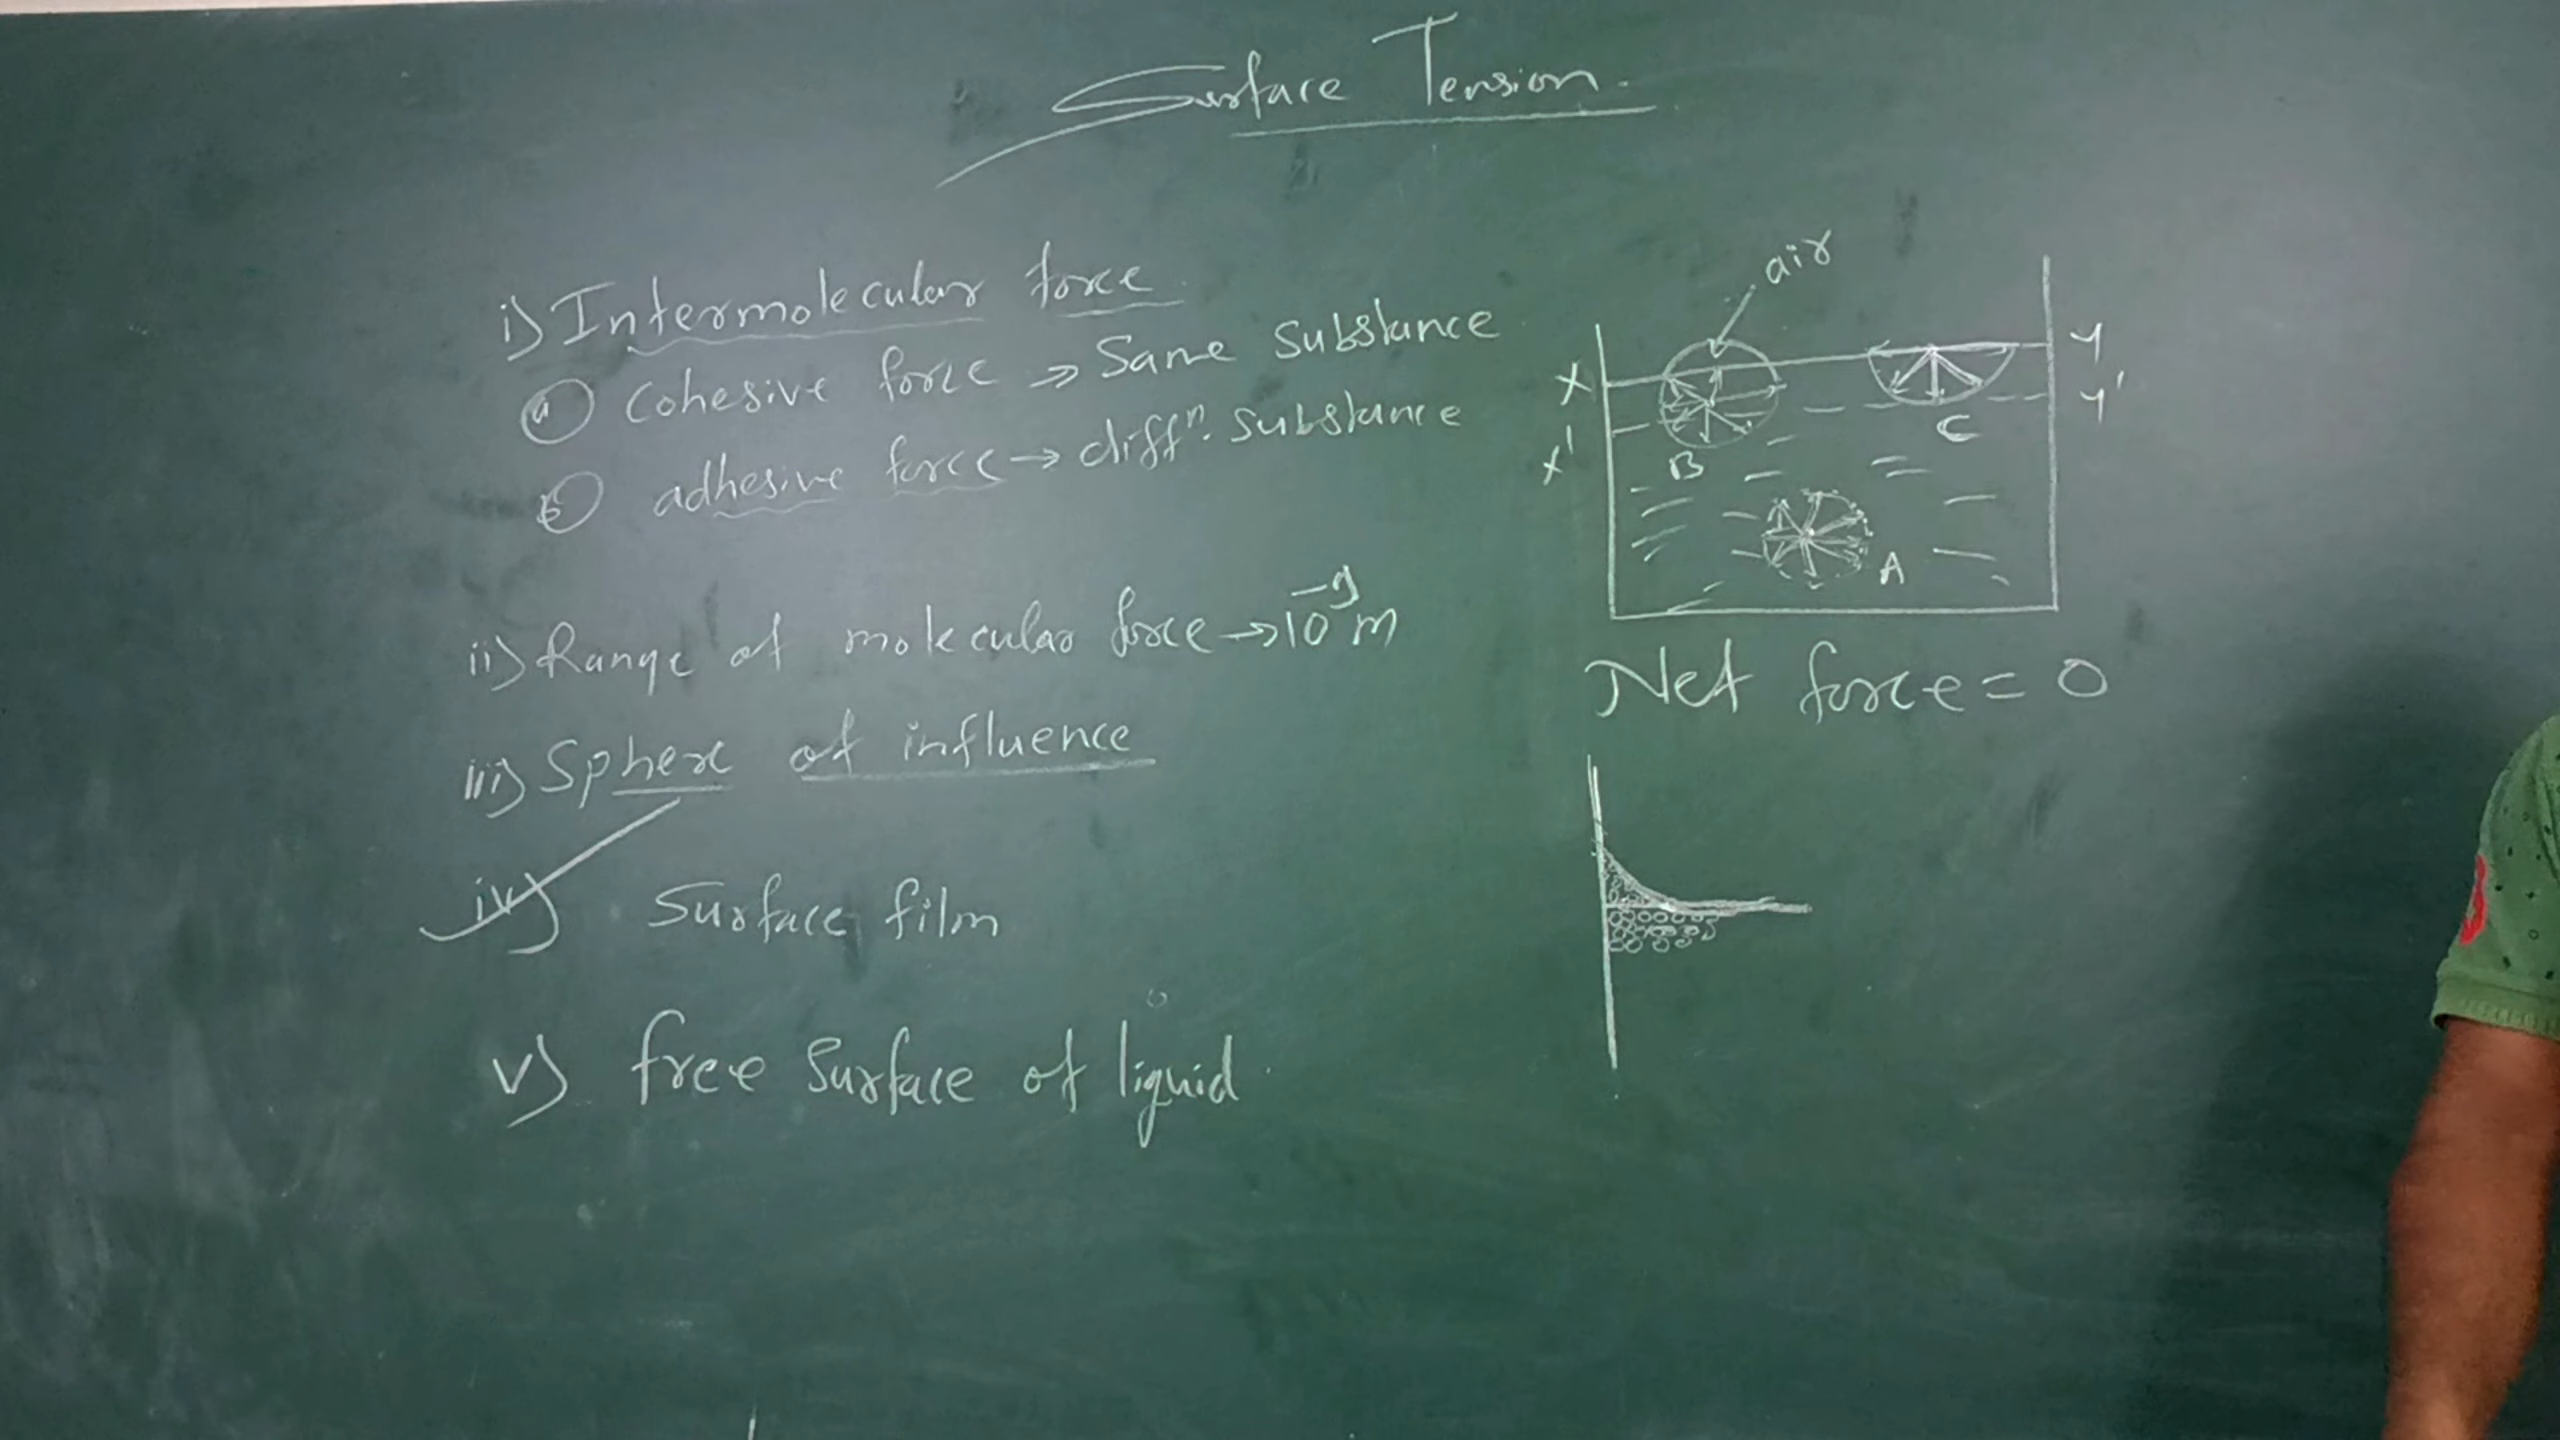 Surface Tension.
i) Intermolecular force.
a) Cohesive force → Same substance
b) adhesive force → diffⁿ. substance
ii) Range of molecular force → 10⁻⁹m
iii) Sphere of influence
iv) Surface film
v) free Surface of liquid.
air
X Y
X' Y'
B C
A
Net force = 0